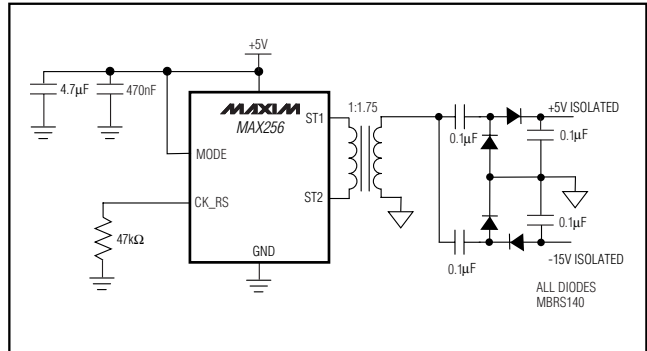 +5V
4.7µF
470nF
MAXIM
MAX256
ST1
1:1.75
+5V ISOLATED
0.1µF
0.1µF
MODE
CK_RS
ST2
47kΩ
GND
0.1µF
0.1µF
-15V ISOLATED
ALL DIODES
MBRS140